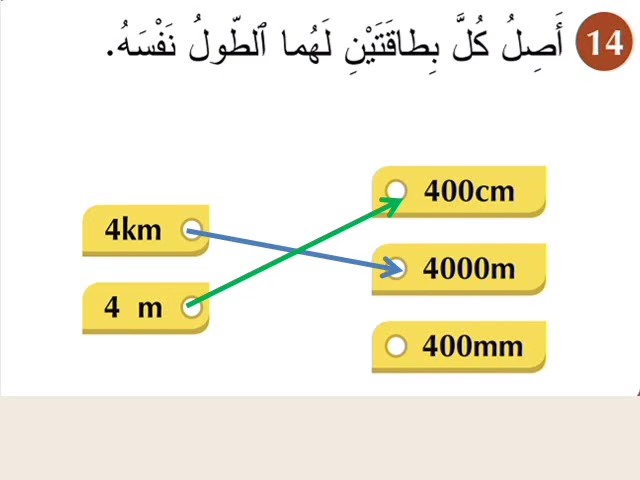 14 أَصِلُ كُلَّ بِطاقَتَيْنِ لَهُما ٱلطّولُ نَفْسَهُ.
400cm
4km
4000m
4 m
400mm